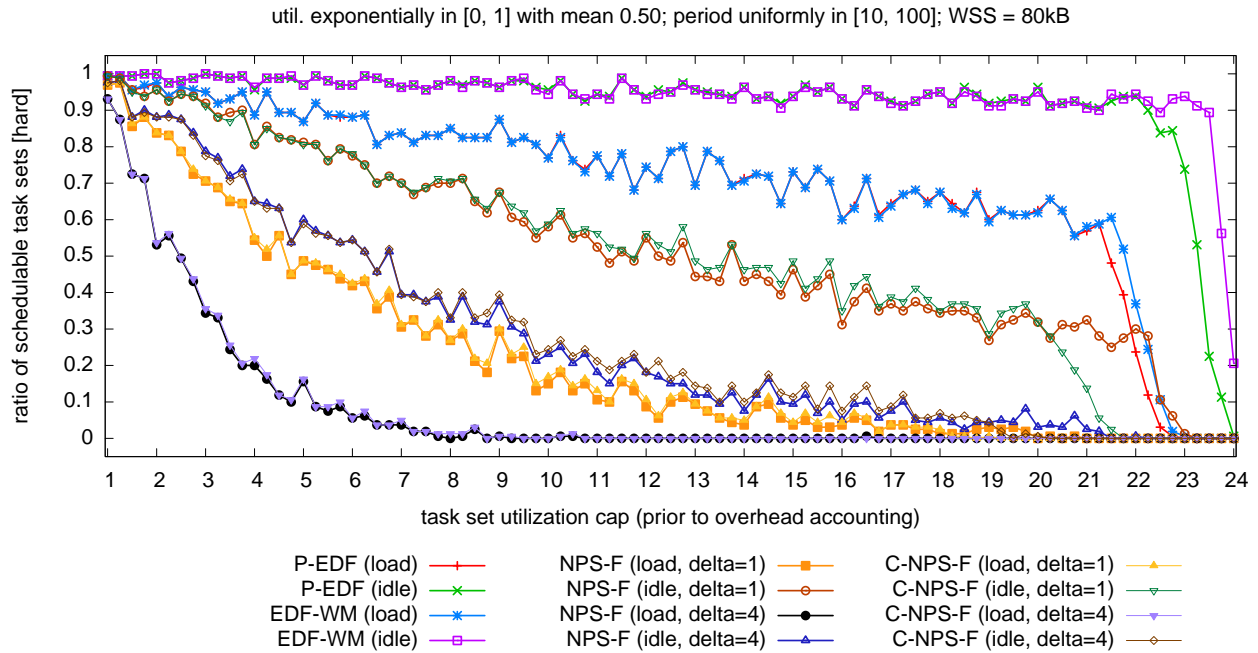 util. exponentially in [0, 1] with mean 0.50; period uniformly in [10, 100]; WSS = 80kB
ratio of schedulable task sets [hard]
1
0.9
0.8
0.7
0.6
0.5
0.4
0.3
0.2
0.1
0
1 2 3 4 5 6 7 8 9 10 11 12 13 14 15 16 17 18 19 20 21 22 23 24
task set utilization cap (prior to overhead accounting)
P-EDF (load)
P-EDF (idle)
EDF-WM (load)
EDF-WM (idle)
NPS-F (load, delta=1)
NPS-F (idle, delta=1)
NPS-F (load, delta=4)
NPS-F (idle, delta=4)
C-NPS-F (load, delta=1)
C-NPS-F (idle, delta=1)
C-NPS-F (load, delta=4)
C-NPS-F (idle, delta=4)